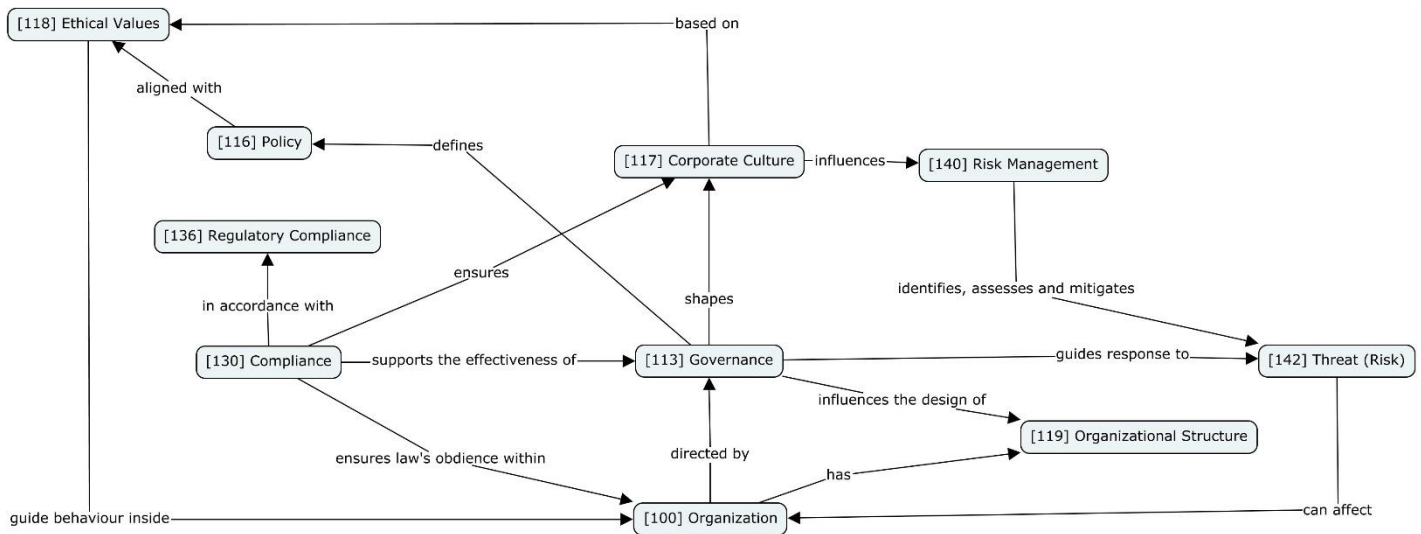 [118] Ethical Values
based on
aligned with
[116] Policy
defines
[117] Corporate Culture
influences
[140] Risk Management
[136] Regulatory Compliance
ensures
in accordance with
shapes
identifies, assesses and mitigates
[130] Compliance
supports the effectiveness of
[113] Governance
guides response to
[142] Threat (Risk)
influences the design of
[119] Organizational Structure
ensures law's obdience within
directed by
has
guide behaviour inside
[100] Organization
can affect